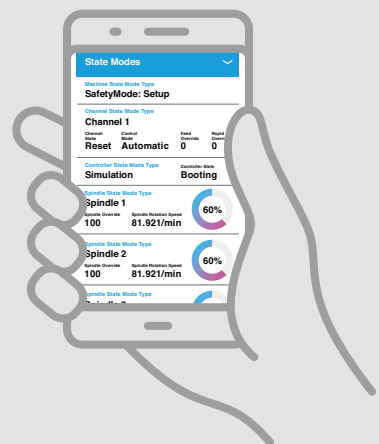 State Modes
Machine State Mode Type
SafetyMode: Setup
Channel State Mode Type
Channel 1
Channel State Control Mode Feed Override Rapid
Reset Automatic 0 0
Controller State Mode Type Controller State
Simulation Booting
Spindle State Mode Type
Spindle 1
Spindle Override Spindle Rotation Speed
100 81.921/min
60%
Spindle State Mode Type
Spindle 2
Spindle Override Spindle Rotation Speed
100 81.921/min
60%
Spindle State Mode Type